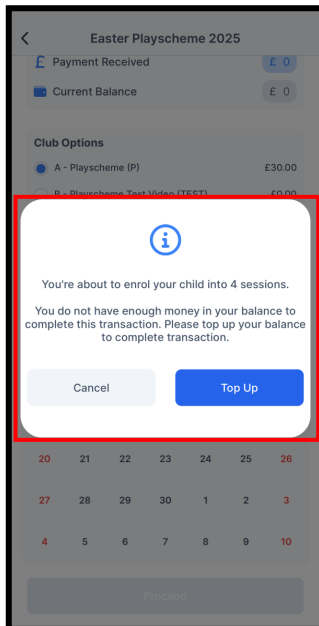 Easter Playscheme 2025
£ Payment Received £ 0
Current Balance £ 0
Club Options
A - Playscheme (P) £30.00
B - Playscheme Test Video (TEST) £0.00
i
You're about to enrol your child into 4 sessions.
You do not have enough money in your balance to
complete this transaction. Please top up your balance
to complete transaction.
Cancel Top Up
20 21 22 23 24 25 26
27 28 29 30 1 2 3
4 5 6 7 8 9 10
Proceed